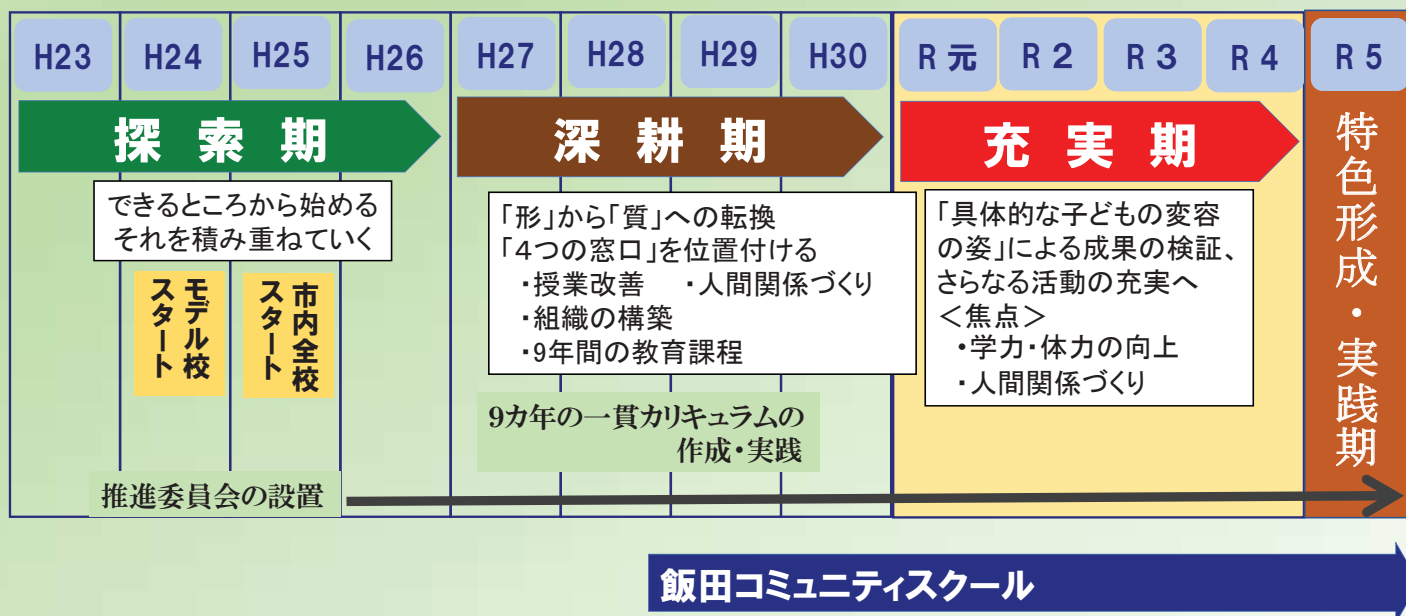 H23 H24 H25 H26 H27 H28 H29 H30 R元 R2 R3 R4 R5
探索期
深耕期
充実期
特色形成・実践期
できるところから始める
それを積み重ねていく
モデル校
スタート
市内全校
スタート
「形」から「質」への転換
「4つの窓口」を位置付ける
・授業改善 ・人間関係づくり
・組織の構築
・9年間の教育課程
「具体的な子どもの変容
の姿」による成果の検証、
さらなる活動の充実へ
＜焦点＞
・学力・体力の向上
・人間関係づくり
9カ年の一貫カリキュラムの
作成・実践
推進委員会の設置
飯田コミュニティスクール